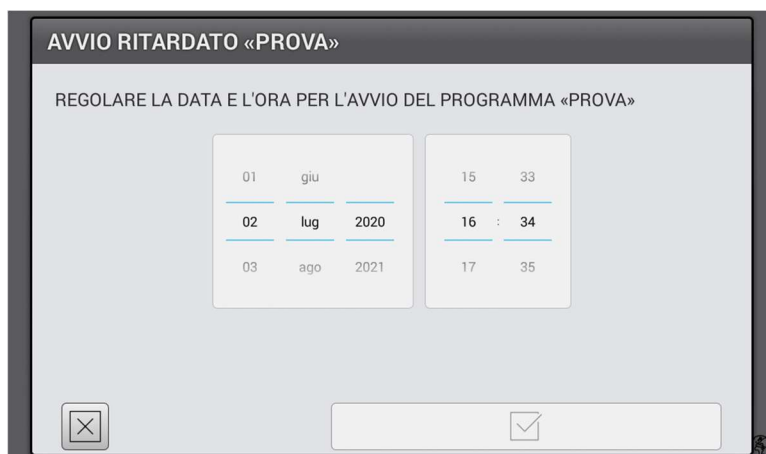 AVVIO RITARDATO «PROVA»
REGOLARE LA DATA E L'ORA PER L'AVVIO DEL PROGRAMMA «PROVA»
01 giu 15 33
02 lug 2020 16 : 34
03 ago 2021 17 35